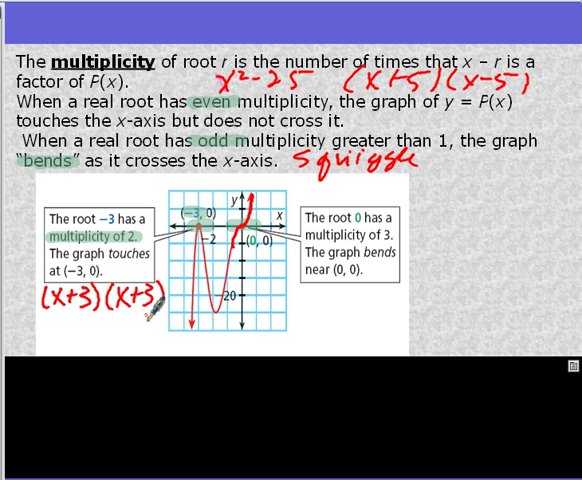 The multiplicity of root r is the number of times that x – r is a
factor of P(x).
x²-25 (x+5)(x-5)
When a real root has even multiplicity, the graph of y = P(x)
touches the x-axis but does not cross it.
When a real root has odd multiplicity greater than 1, the graph
“bends” as it crosses the x-axis. squiggle
The root –3 has a
multiplicity of 2.
The graph touches
at (–3, 0).
(x+3)(x+3)
(–3, 0)
y
x
–2
(0, 0)
–20
The root 0 has a
multiplicity of 3.
The graph bends
near (0, 0).